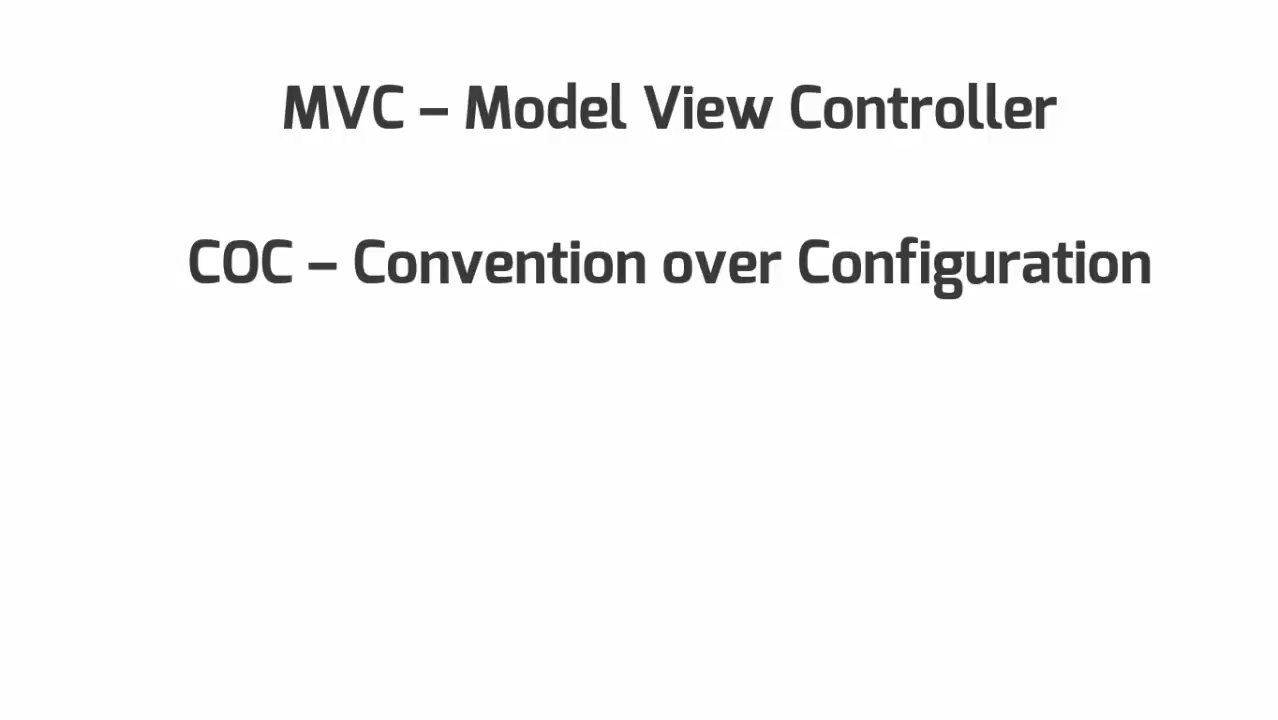 MVC – Model View Controller
COC – Convention over Configuration